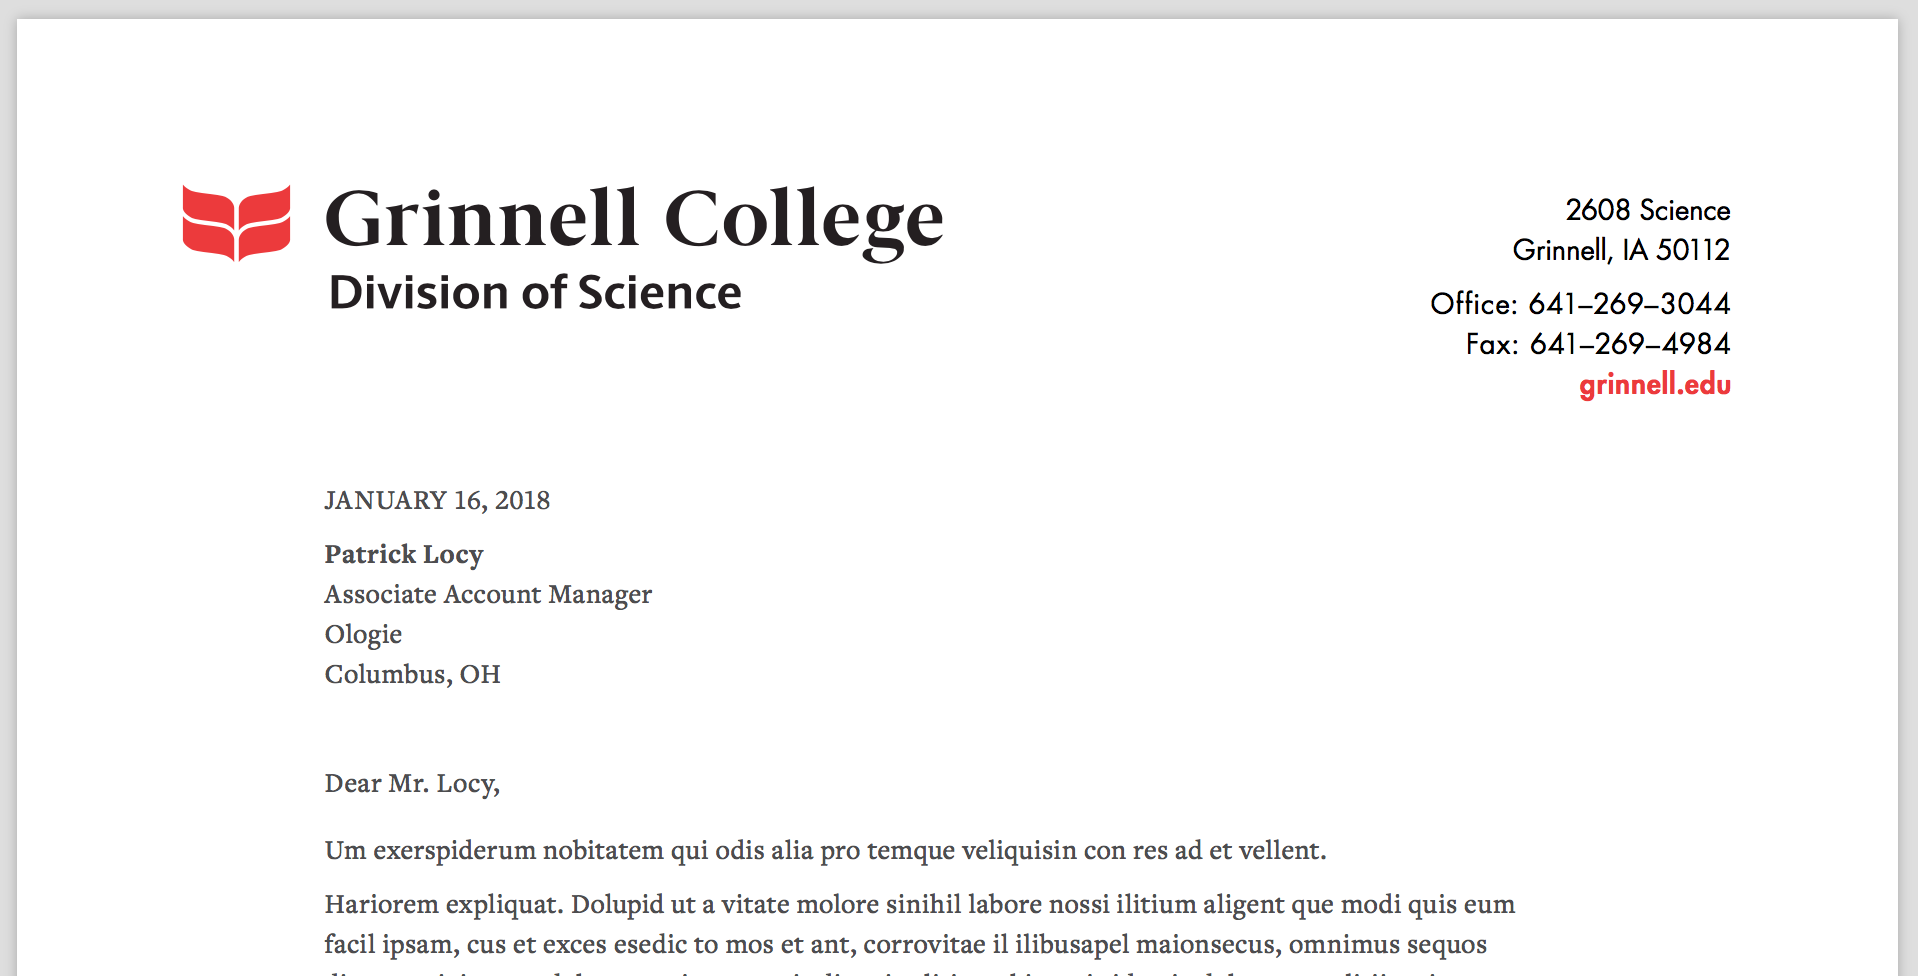 Grinnell College
Division of Science
2608 Science
Grinnell, IA 50112
Office: 641–269–3044
Fax: 641–269–4984
grinnell.edu
JANUARY 16, 2018
Patrick Locy
Associate Account Manager
Ologie
Columbus, OH
Dear Mr. Locy,
Um exerspiderum nobitatem qui odis alia pro temque veliquisin con res ad et vellent.
Hariorem expliquat. Dolupid ut a vitate molore sinihil labore nossi ilitium aligent que modi quis eum
facil ipsam, cus et exces esedic to mos et ant, corrovitae il ilibusapel maionsecus, omnimus sequos